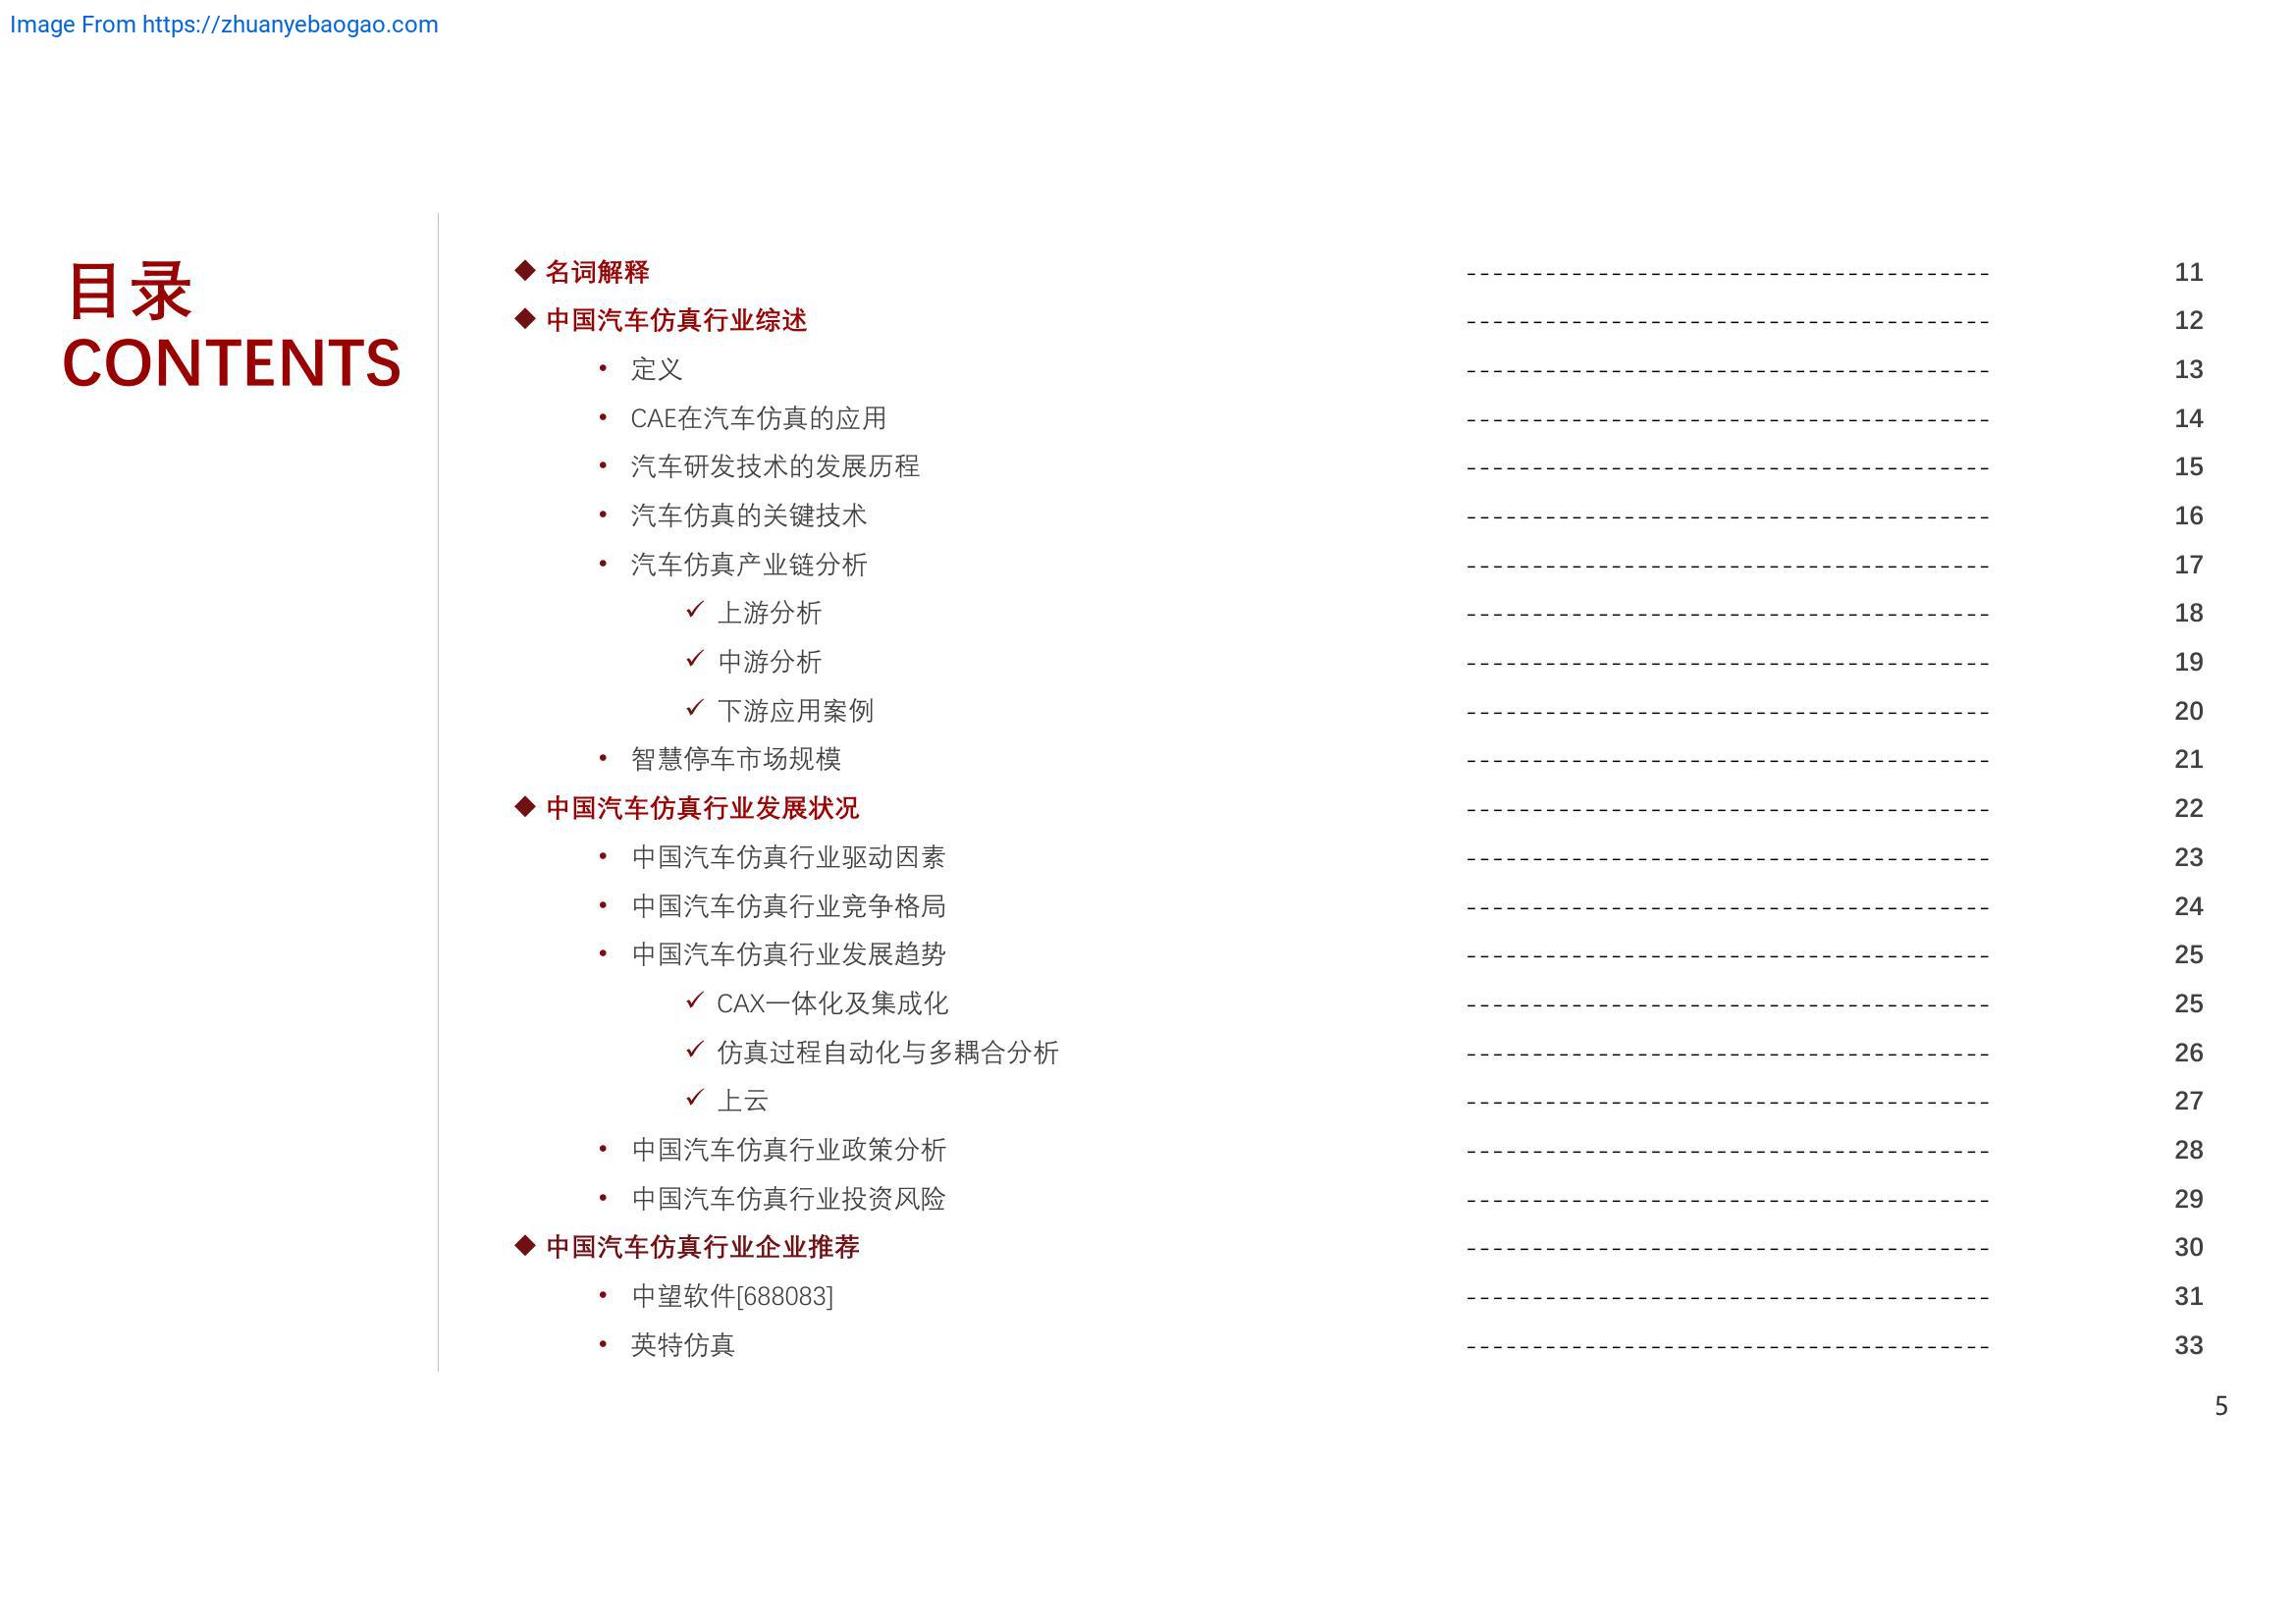 Image From https://zhuanyebaogao.com
目录
CONTENTS
◆ 名词解释 ---------------------------------------- 11
◆ 中国汽车仿真行业综述 ---------------------------------------- 12
• 定义 ---------------------------------------- 13
• CAE在汽车仿真的应用 ---------------------------------------- 14
• 汽车研发技术的发展历程 ---------------------------------------- 15
• 汽车仿真的关键技术 ---------------------------------------- 16
• 汽车仿真产业链分析 ---------------------------------------- 17
✓ 上游分析 ---------------------------------------- 18
✓ 中游分析 ---------------------------------------- 19
✓ 下游应用案例 ---------------------------------------- 20
• 智慧停车市场规模 ---------------------------------------- 21
◆ 中国汽车仿真行业发展状况 ---------------------------------------- 22
• 中国汽车仿真行业驱动因素 ---------------------------------------- 23
• 中国汽车仿真行业竞争格局 ---------------------------------------- 24
• 中国汽车仿真行业发展趋势 ---------------------------------------- 25
✓ CAX一体化及集成化 ---------------------------------------- 25
✓ 仿真过程自动化与多耦合分析 ---------------------------------------- 26
✓ 上云 ---------------------------------------- 27
• 中国汽车仿真行业政策分析 ---------------------------------------- 28
• 中国汽车仿真行业投资风险 ---------------------------------------- 29
◆ 中国汽车仿真行业企业推荐 ---------------------------------------- 30
• 中望软件[688083] ---------------------------------------- 31
• 英特仿真 ---------------------------------------- 33
5